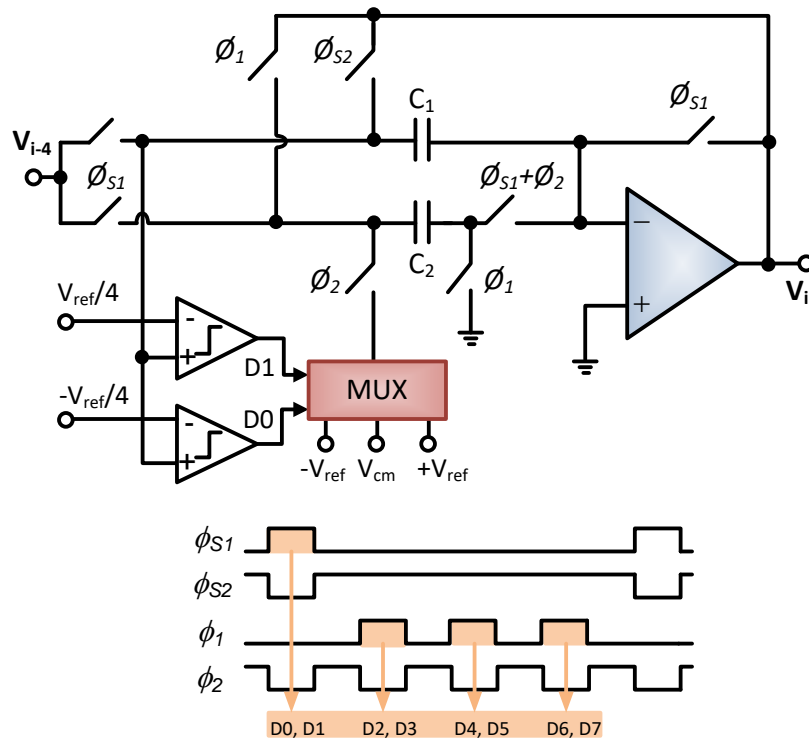 Ø1
ØS2
C1
ØS1
Vi-4
ØS1
ØS1+Ø2
−
C2
Ø2
Ø1
+
Vi
Vref/4
-
+
D1
MUX
-Vref/4
-
+
D0
-Vref
Vcm
+Vref
ϕS1
ϕS2
ϕ1
ϕ2
D0, D1 D2, D3 D4, D5 D6, D7